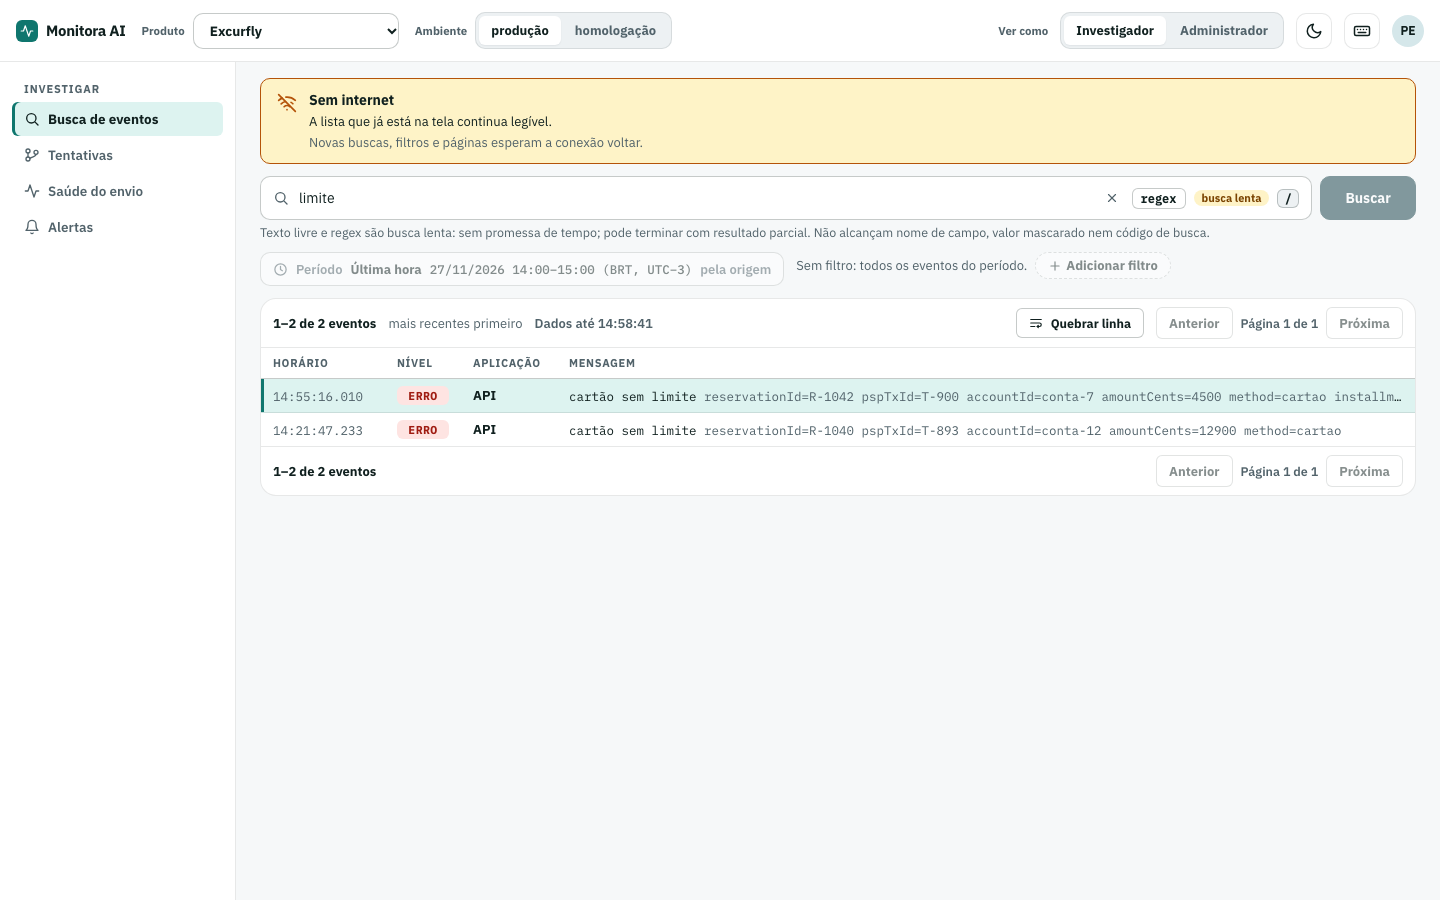 Monitora AI Produto Excurfly Ambiente produção homologação Ver como Investigador Administrador PE
INVESTIGAR
Busca de eventos
Tentativas
Saúde do envio
Alertas
Sem internet
A lista que já está na tela continua legível.
Novas buscas, filtros e páginas esperam a conexão voltar.
limite regex busca lenta / Buscar
Texto livre e regex são busca lenta: sem promessa de tempo; pode terminar com resultado parcial. Não alcançam nome de campo, valor mascarado nem código de busca.
Período Última hora 27/11/2026 14:00–15:00 (BRT, UTC−3) pela origem Sem filtro: todos os eventos do período. + Adicionar filtro
1–2 de 2 eventos mais recentes primeiro Dados até 14:58:41 Quebrar linha Anterior Página 1 de 1 Próxima
HORÁRIO NÍVEL APLICAÇÃO MENSAGEM
14:55:16.010 ERRO API cartão sem limite reservationId=R-1042 pspTxId=T-900 accountId=conta-7 amountCents=4500 method=cartao installm…
14:21:47.233 ERRO API cartão sem limite reservationId=R-1040 pspTxId=T-893 accountId=conta-12 amountCents=12900 method=cartao
1–2 de 2 eventos Anterior Página 1 de 1 Próxima